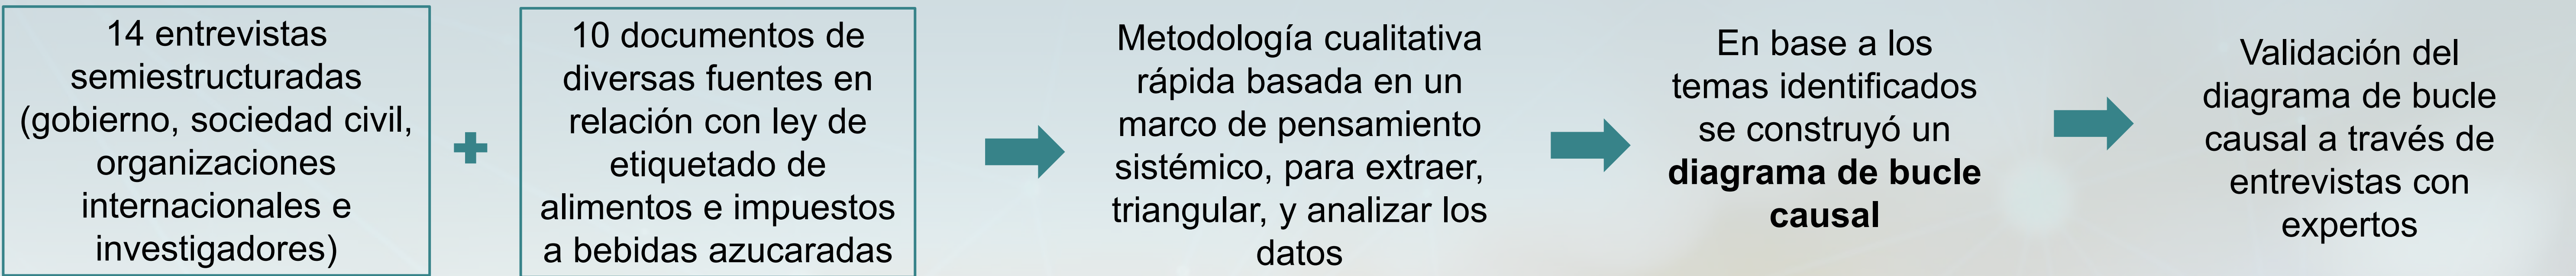 14 entrevistas
semiestructuradas
(gobierno, sociedad civil,
organizaciones
internacionales e
investigadores)
10 documentos de
diversas fuentes en
relación con ley de
etiquetado de
alimentos e impuestos
a bebidas azucaradas
Metodología cualitativa
rápida basada en un
marco de pensamiento
sistémico, para extraer,
triangular, y analizar los
datos
En base a los
temas identificados
se construyó un
diagrama de bucle
causal
Validación del
diagrama de bucle
causal a través de
entrevistas con
expertos